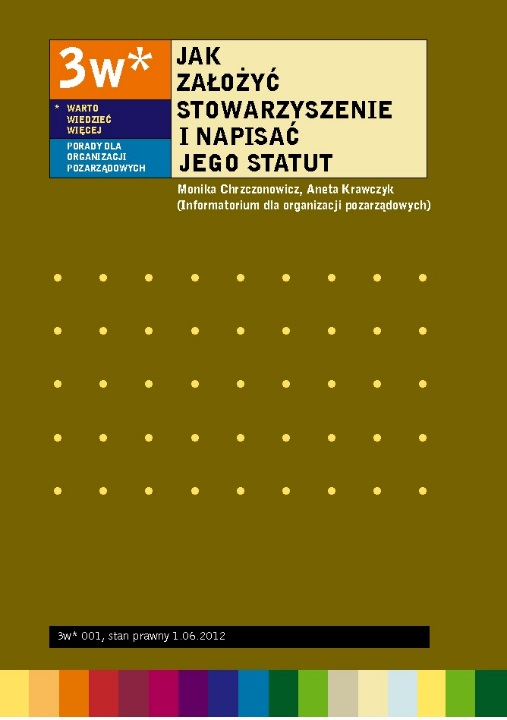 3w*
* WARTO
WIEDZIEĆ
WIĘCEJ
PORADY DLA
ORGANIZACJI
POZARZĄDOWYCH
JAK
ZAŁOŻYĆ
STOWARZYSZENIE
I NAPISAĆ
JEGO STATUT
Monika Chrzczonowicz, Aneta Krawczyk
(Informatorium dla organizacji pozarządowych)
3w* 001, stan prawny 1.06.2012